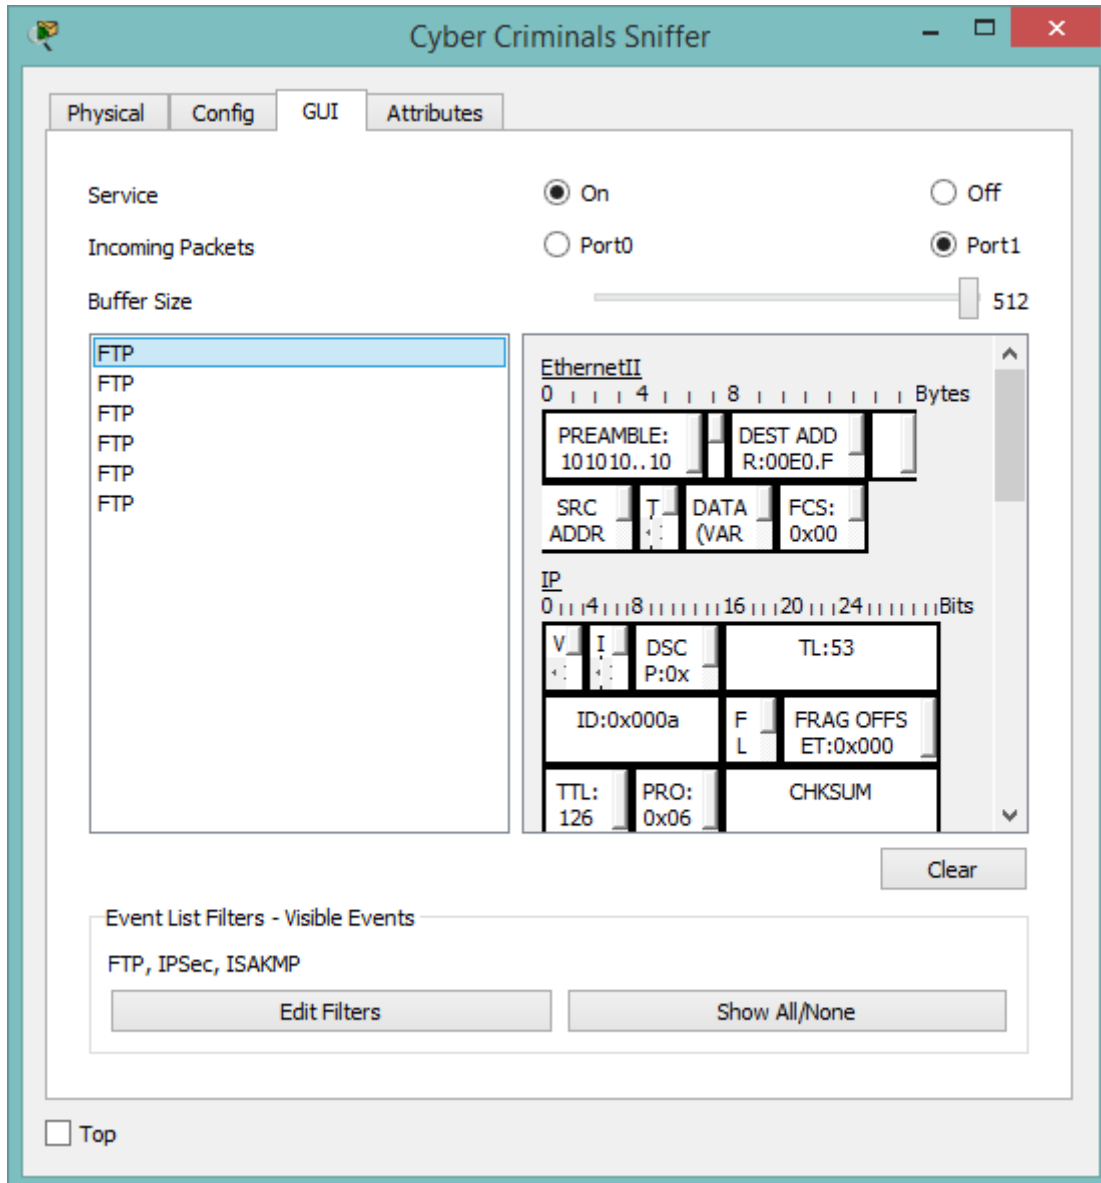 Cyber Criminals Sniffer
Physical Config GUI Attributes
Service On Off
Incoming Packets Port0 Port1
Buffer Size 512
FTP
FTP
FTP
FTP
FTP
FTP
EthernetII
0 4 8 Bytes
PREAMBLE: DEST ADD
101010..10 R:00E0.F
SRC T DATA FCS:
ADDR (VAR 0x00
IP
0 4 8 16 20 24 Bits
V I DSC TL:53
P:0x
ID:0x000a F FRAG OFFS
L ET:0x000
TTL: PRO: CHKSUM
126 0x06
Clear
Event List Filters - Visible Events
FTP, IPSec, ISAKMP
Edit Filters Show All/None
Top